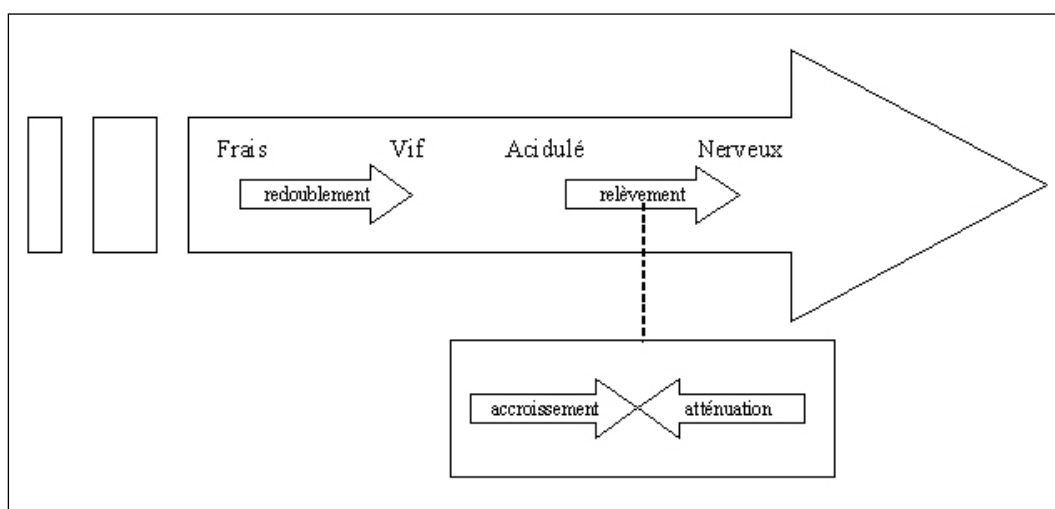 Frais Vif Acidulé Nerveux
redoublement relèvement
accroissement atténuation